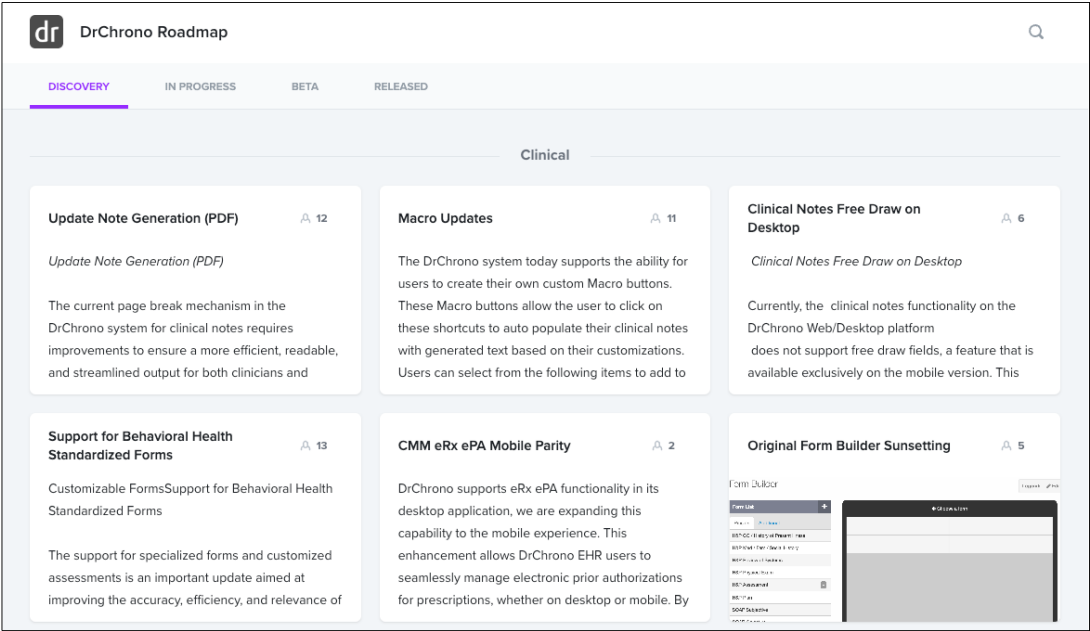 dr DrChrono Roadmap
DISCOVERY IN PROGRESS BETA RELEASED
Clinical
Update Note Generation (PDF) 12
Update Note Generation (PDF)
The current page break mechanism in the
DrChrono system for clinical notes requires
improvements to ensure a more efficient, readable,
and streamlined output for both clinicians and
Macro Updates 11
The DrChrono system today supports the ability for
users to create their own custom Macro buttons.
These Macro buttons allow the user to click on
these shortcuts to auto populate their clinical notes
with generated text based on their customizations.
Users can select from the following items to add to
Clinical Notes Free Draw on
Desktop 6
Clinical Notes Free Draw on Desktop
Currently, the clinical notes functionality on the
DrChrono Web/Desktop platform
does not support free draw fields, a feature that is
available exclusively on the mobile version. This
Support for Behavioral Health
Standardized Forms 13
Customizable FormsSupport for Behavioral Health
Standardized Forms
The support for specialized forms and customized
assessments is an important update aimed at
improving the accuracy, efficiency, and relevance of
CMM eRx ePA Mobile Parity 2
DrChrono supports eRx ePA functionality in its
desktop application, we are expanding this
capability to the mobile experience. This
enhancement allows DrChrono EHR users to
seamlessly manage electronic prior authorizations
for prescriptions, whether on desktop or mobile. By
Original Form Builder Sunsetting 5
Form Builder
Form List +
Choose a form
Assessment
Plan
SOAP Subjective